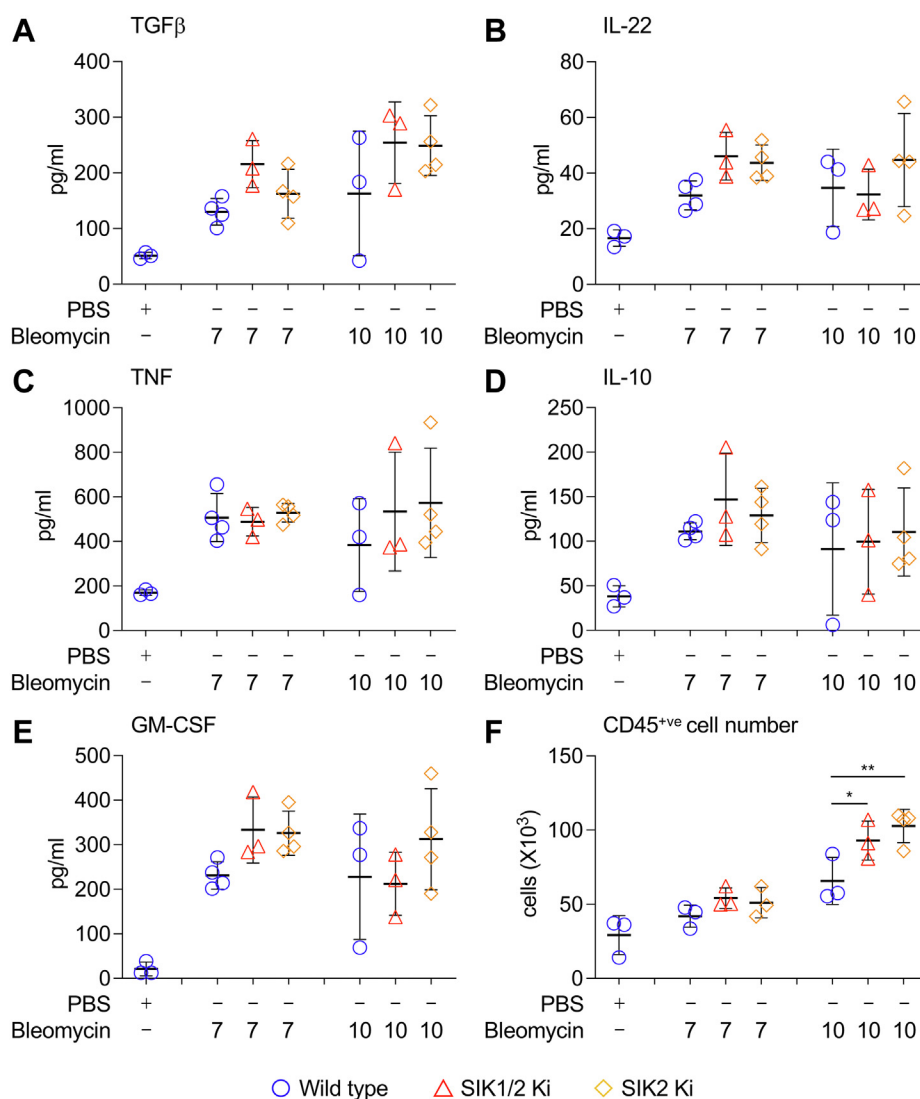 A TGFβ
400
300
200
100
0
pg/ml
PBS + − − − − − −
Bleomycin − 7 7 7 10 10 10
B IL-22
80
60
40
20
0
pg/ml
PBS + − − − − − −
Bleomycin − 7 7 7 10 10 10
C TNF
1000
800
600
400
200
0
pg/ml
PBS + − − − − − −
Bleomycin − 7 7 7 10 10 10
D IL-10
250
200
150
100
50
0
pg/ml
PBS + − − − − − −
Bleomycin − 7 7 7 10 10 10
E GM-CSF
500
400
300
200
100
0
pg/ml
PBS + − − − − − −
Bleomycin − 7 7 7 10 10 10
F CD45⁺ᵛᵉ cell number
150
100
50
0
cells (X10³)
**
*
PBS + − − − − − −
Bleomycin − 7 7 7 10 10 10
Wild type SIK1/2 Ki SIK2 Ki